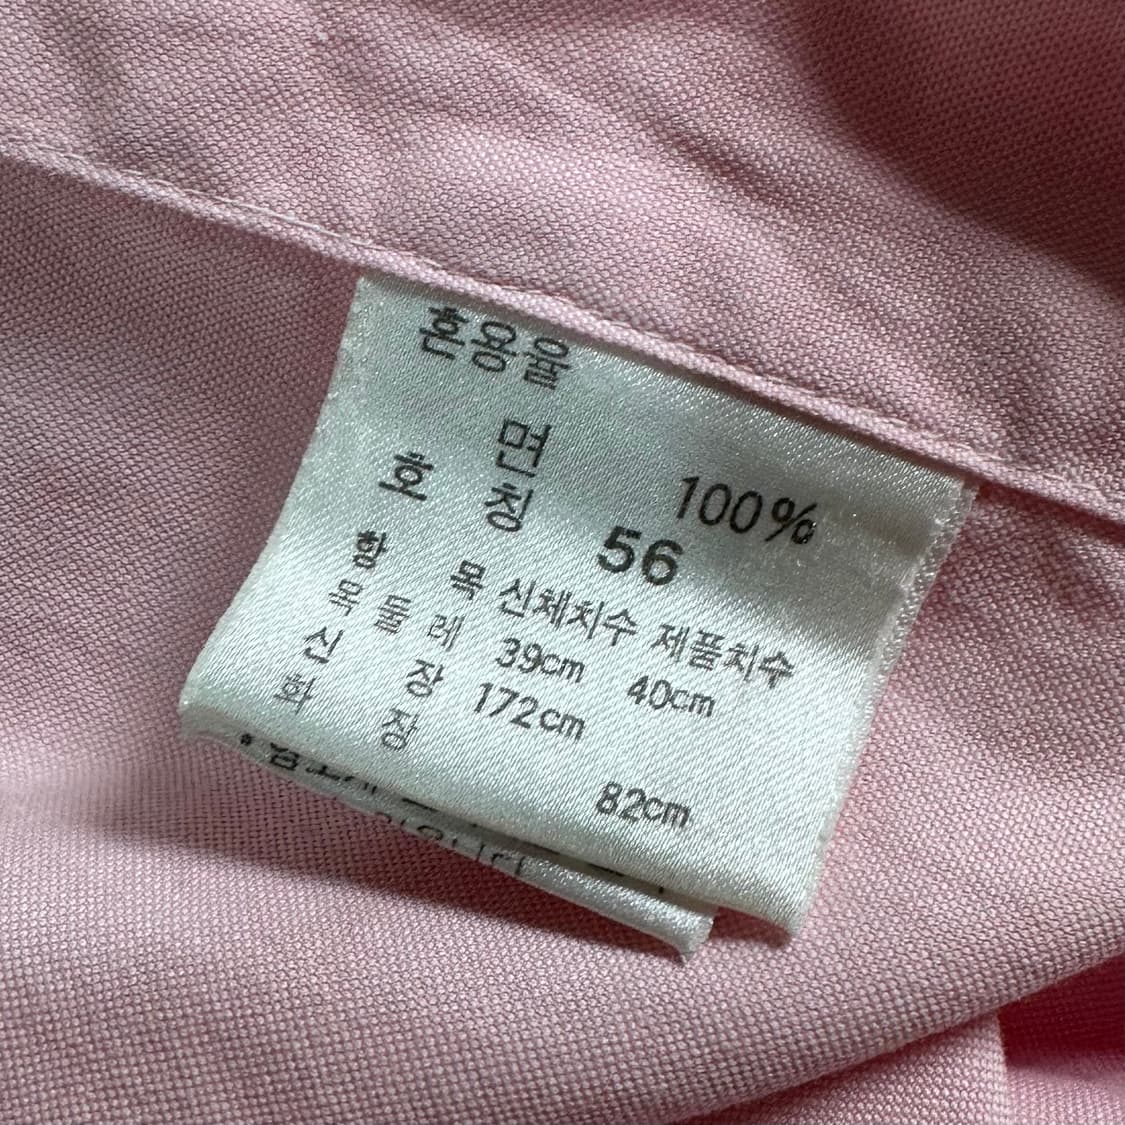 혼용율
면 100%
호 칭 56
항 목 신체치수 제품치수
목 둘 레 39cm 40cm
신 장 172cm
화 장 82cm